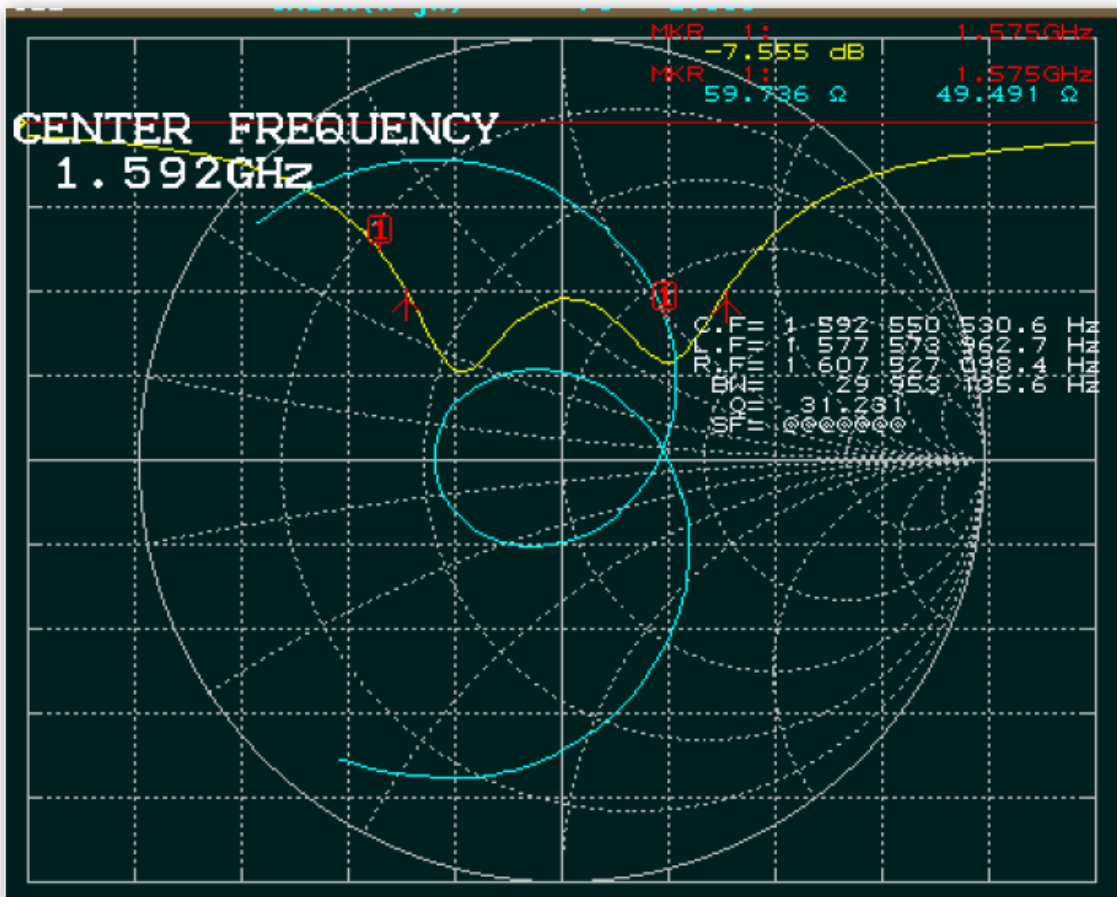 MKR 1: 1.575GHz
-7.555 dB
MKR 1: 1.575GHz
59.736 Ω 49.491 Ω
CENTER FREQUENCY
1.592GHz
1
1
C.F= 1 592 550 530.6 Hz
L.F= 1 577 573 962.7 Hz
R.F= 1 607 527 098.4 Hz
BW= 29 953 135.6 Hz
Q= 31.231
SF= @@@@@@@